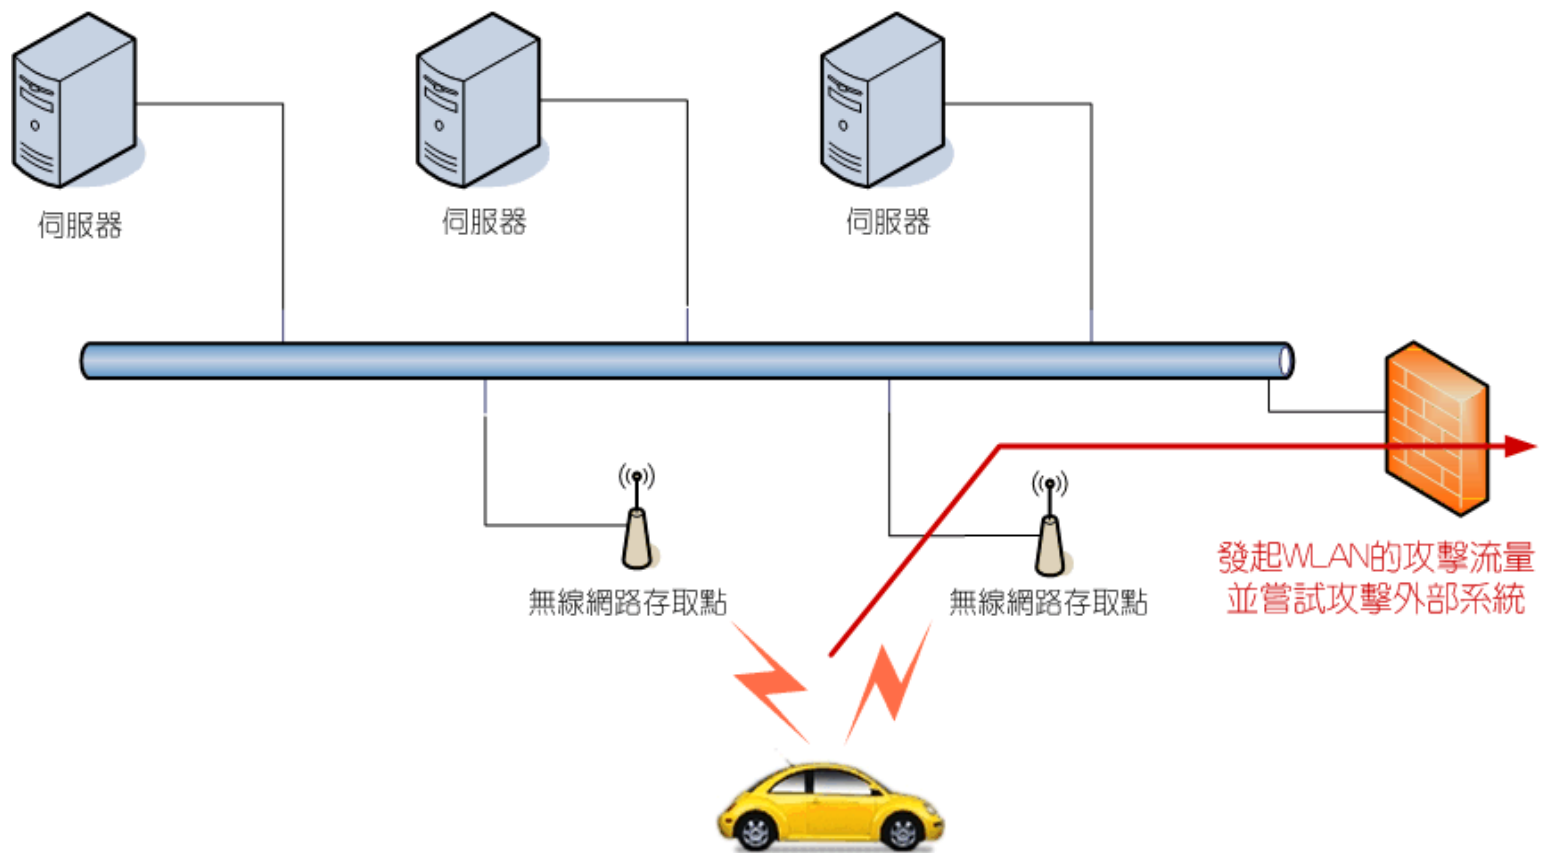 伺服器
伺服器
伺服器
無線網路存取點
無線網路存取點
發起WLAN的攻擊流量
並嘗試攻擊外部系統